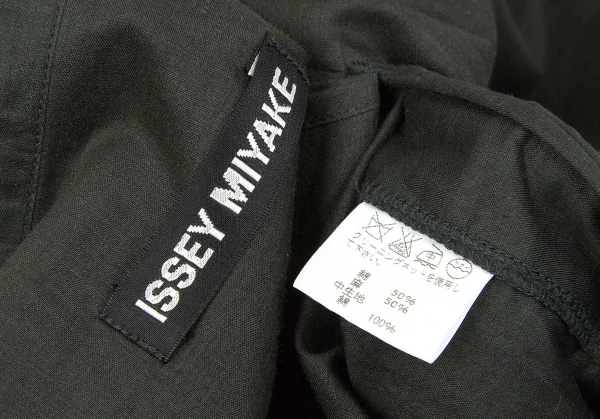 ISSEY MIYAKE
クリーニングネットを使用し
て下さい。
綿 50%
麻 50%
中生地
綿 100%